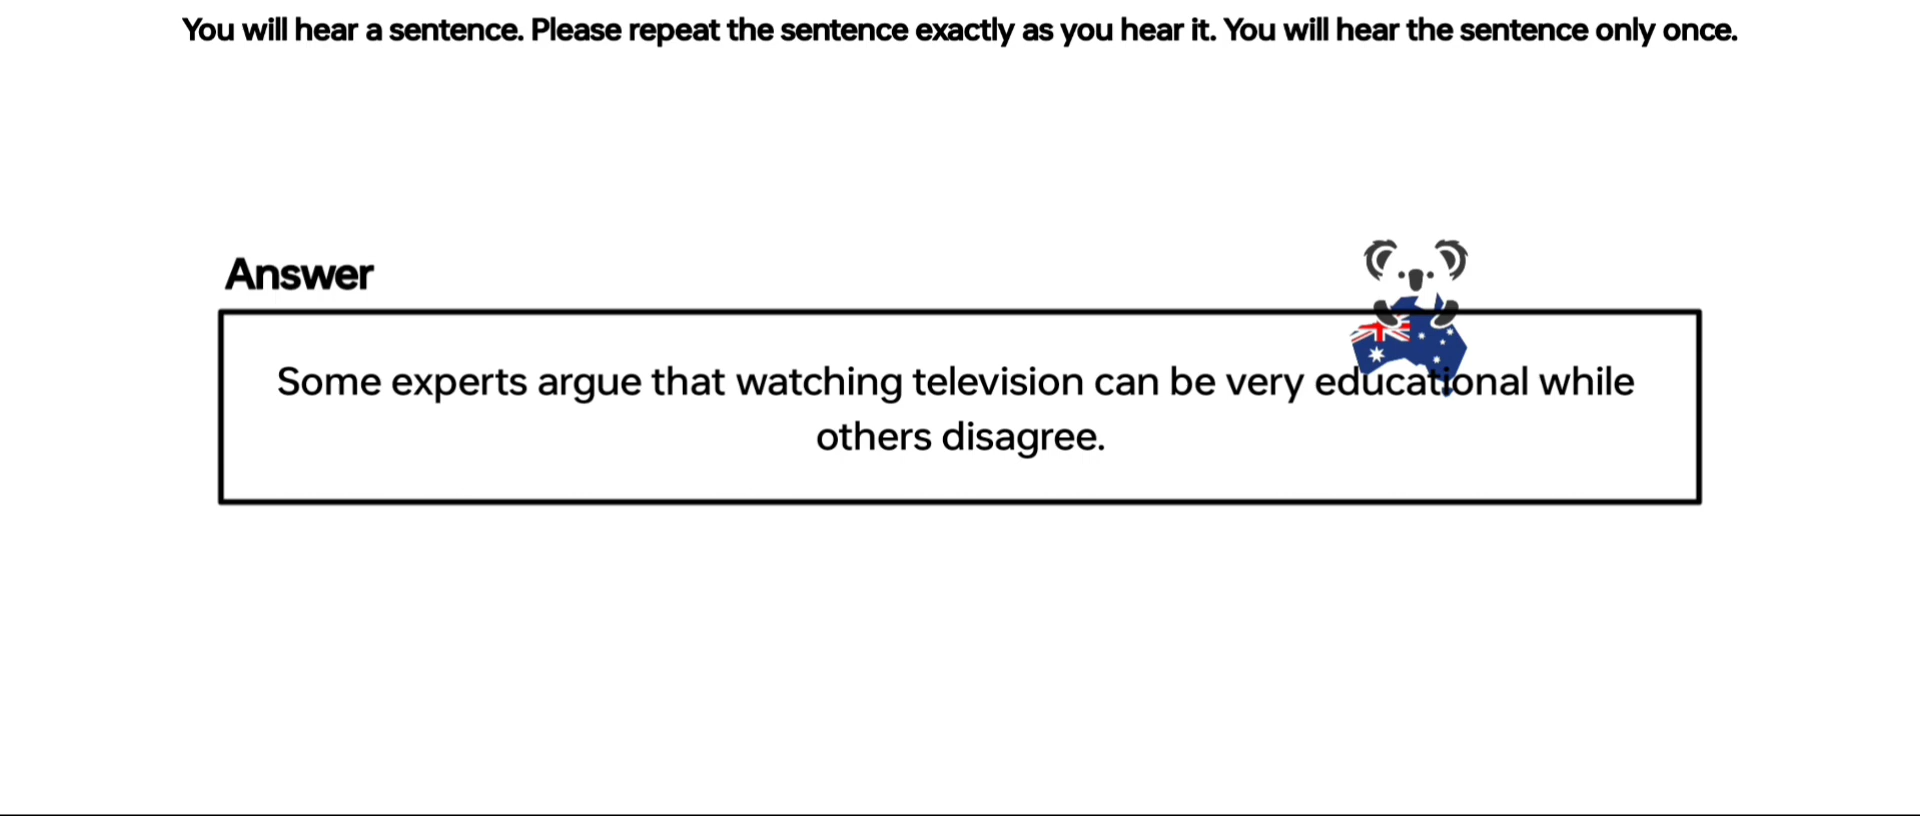 You will hear a sentence. Please repeat the sentence exactly as you hear it. You will hear the sentence only once.
Answer
Some experts argue that watching television can be very educational while
others disagree.